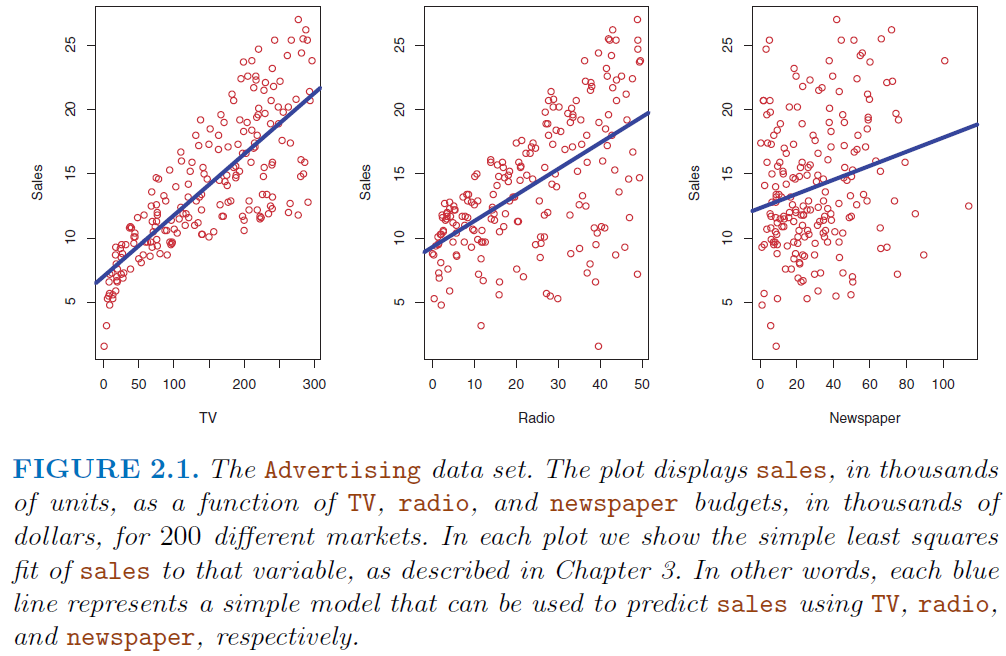 25
20
15
10
5
Sales
0 50 100 200 300
TV
25
20
15
10
5
Sales
0 10 20 30 40 50
Radio
25
20
15
10
5
Sales
0 20 40 60 80 100
Newspaper
FIGURE 2.1. The Advertising data set. The plot displays sales, in thousands
of units, as a function of TV, radio, and newspaper budgets, in thousands of
dollars, for 200 different markets. In each plot we show the simple least squares
fit of sales to that variable, as described in Chapter 3. In other words, each blue
line represents a simple model that can be used to predict sales using TV, radio,
and newspaper, respectively.